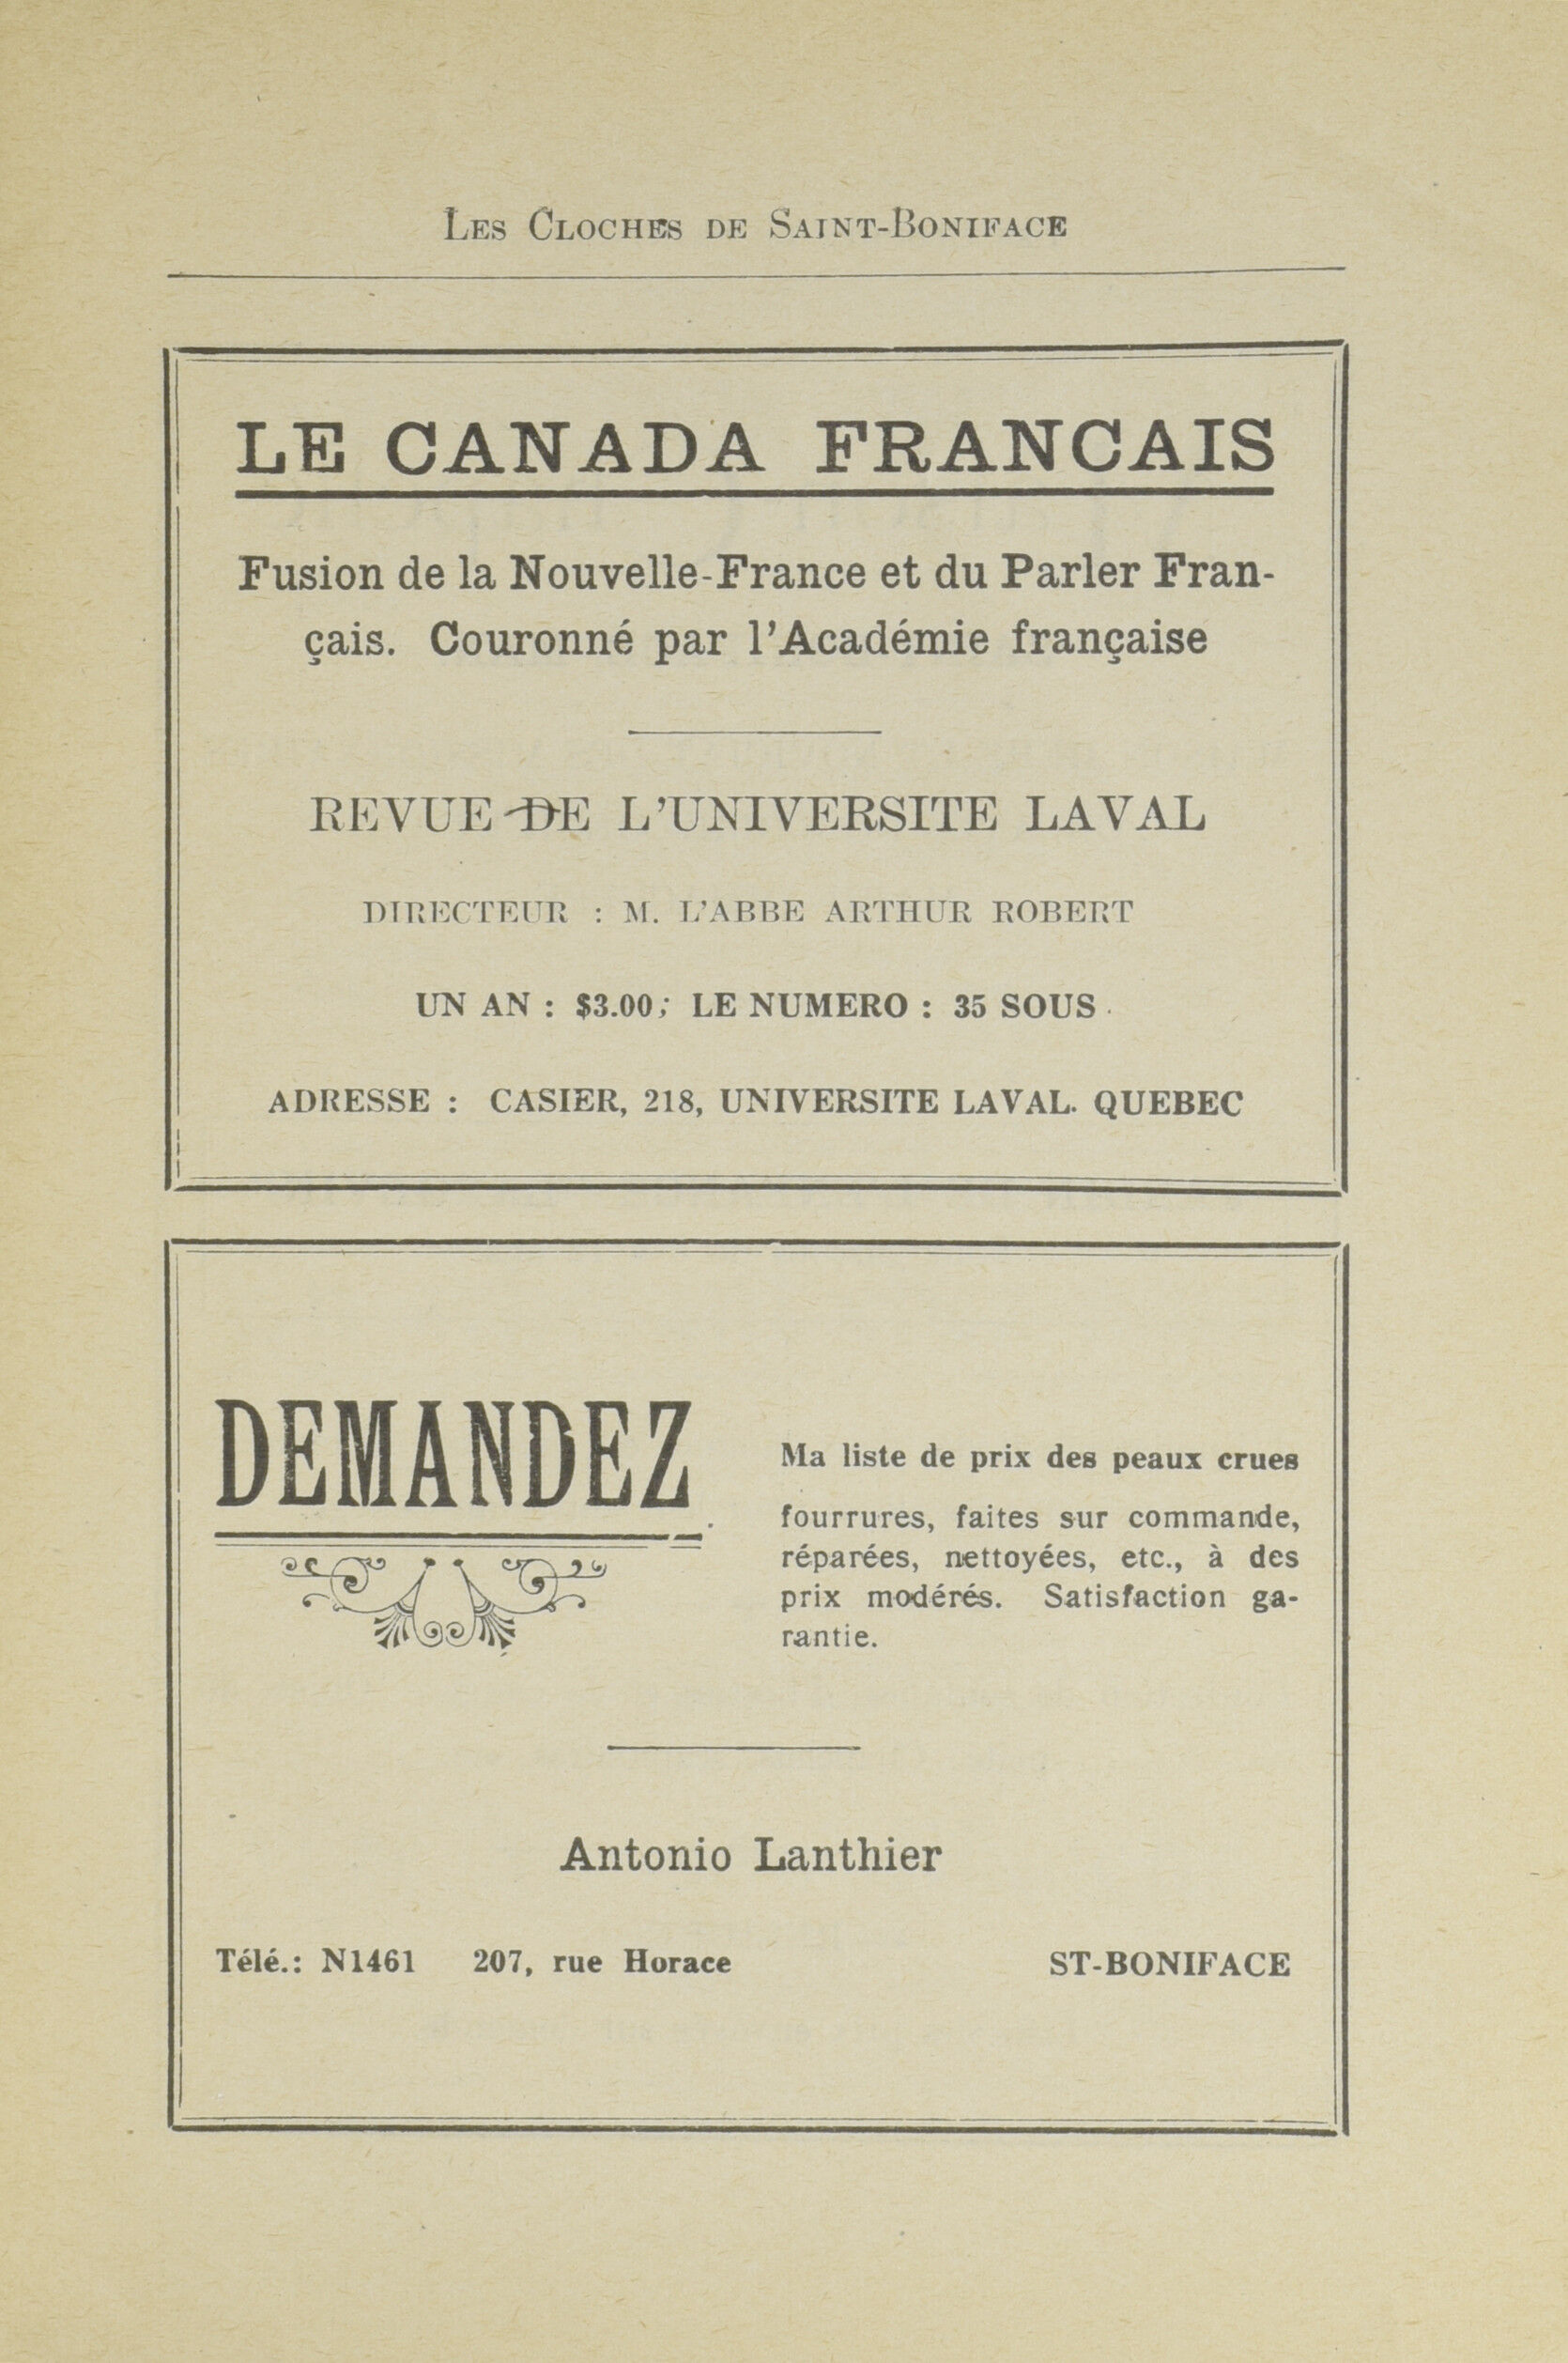 LES CLOCHES DE SAINT-BONIFACE
LE CANADA FRANCAIS
Fusion de la Nouvelle-France et du Parler Fran-
çais. Couronné par l'Académie française
REVUE DE L'UNIVERSITE LAVAL
DIRECTEUR : M. L'ABBE ARTHUR ROBERT
UN AN : $3.00; LE NUMERO : 35 SOUS.
ADRESSE : CASIER, 218, UNIVERSITE LAVAL. QUEBEC
DEMANDEZ
Ma liste de prix des peaux crues
fourrures, faites sur commande,
réparées, nettoyées, etc., à des
prix modérés. Satisfaction ga-
rantie.
Antonio Lanthier
Télé.: N1461 207, rue Horace ST-BONIFACE